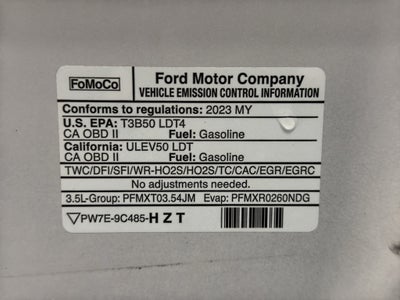 FoMoCo
Ford Motor Company
VEHICLE EMISSION CONTROL INFORMATION
Conforms to regulations: 2023 MY
U.S. EPA: T3B50 LDT4
CA OBD II Fuel: Gasoline
California: ULEV50 LDT
CA OBD II Fuel: Gasoline
TWC/DFI/SFI/WR-HO2S/HO2S/TC/CAC/EGR/EGRC
No adjustments needed.
3.5L-Group: PFMXT03.54JM Evap: PFMXR0260NDG
PW7E-9C485-HZT